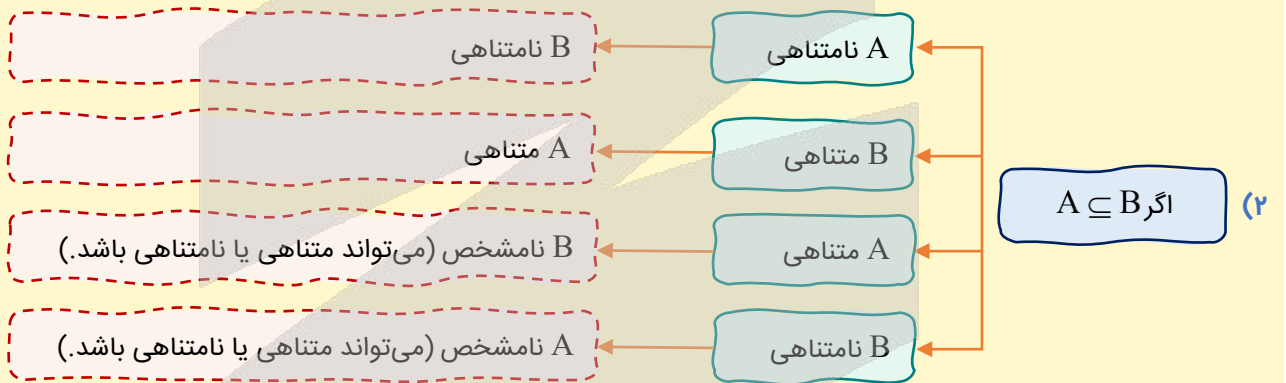 ۲)
اگر A ⊆ B
A نامتناهی
B نامتناهی
B متناهی
A متناهی
A متناهی
B نامشخص (می‌تواند متناهی یا نامتناهی باشد.)
B نامتناهی
A نامشخص (می‌تواند متناهی یا نامتناهی باشد.)